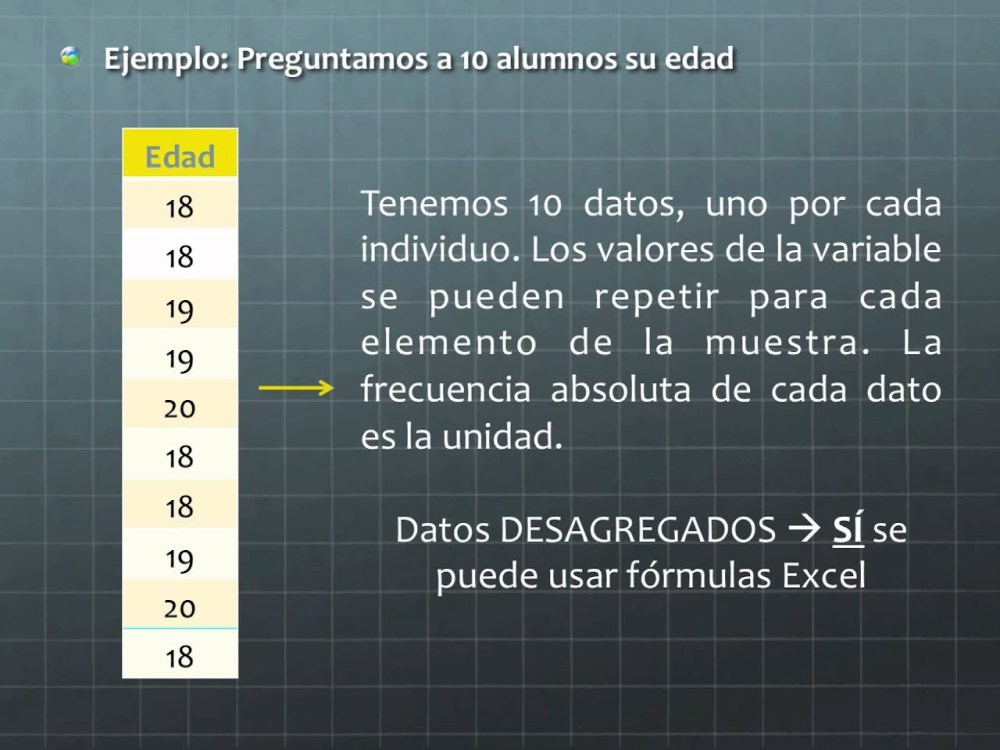 Ejemplo: Preguntamos a 10 alumnos su edad
Edad
18
18
19
19
20
18
18
19
20
18
Tenemos 10 datos, uno por cada
individuo. Los valores de la variable
se pueden repetir para cada
elemento de la muestra. La
frecuencia absoluta de cada dato
es la unidad.
Datos DESAGREGADOS → SÍ se
puede usar fórmulas Excel